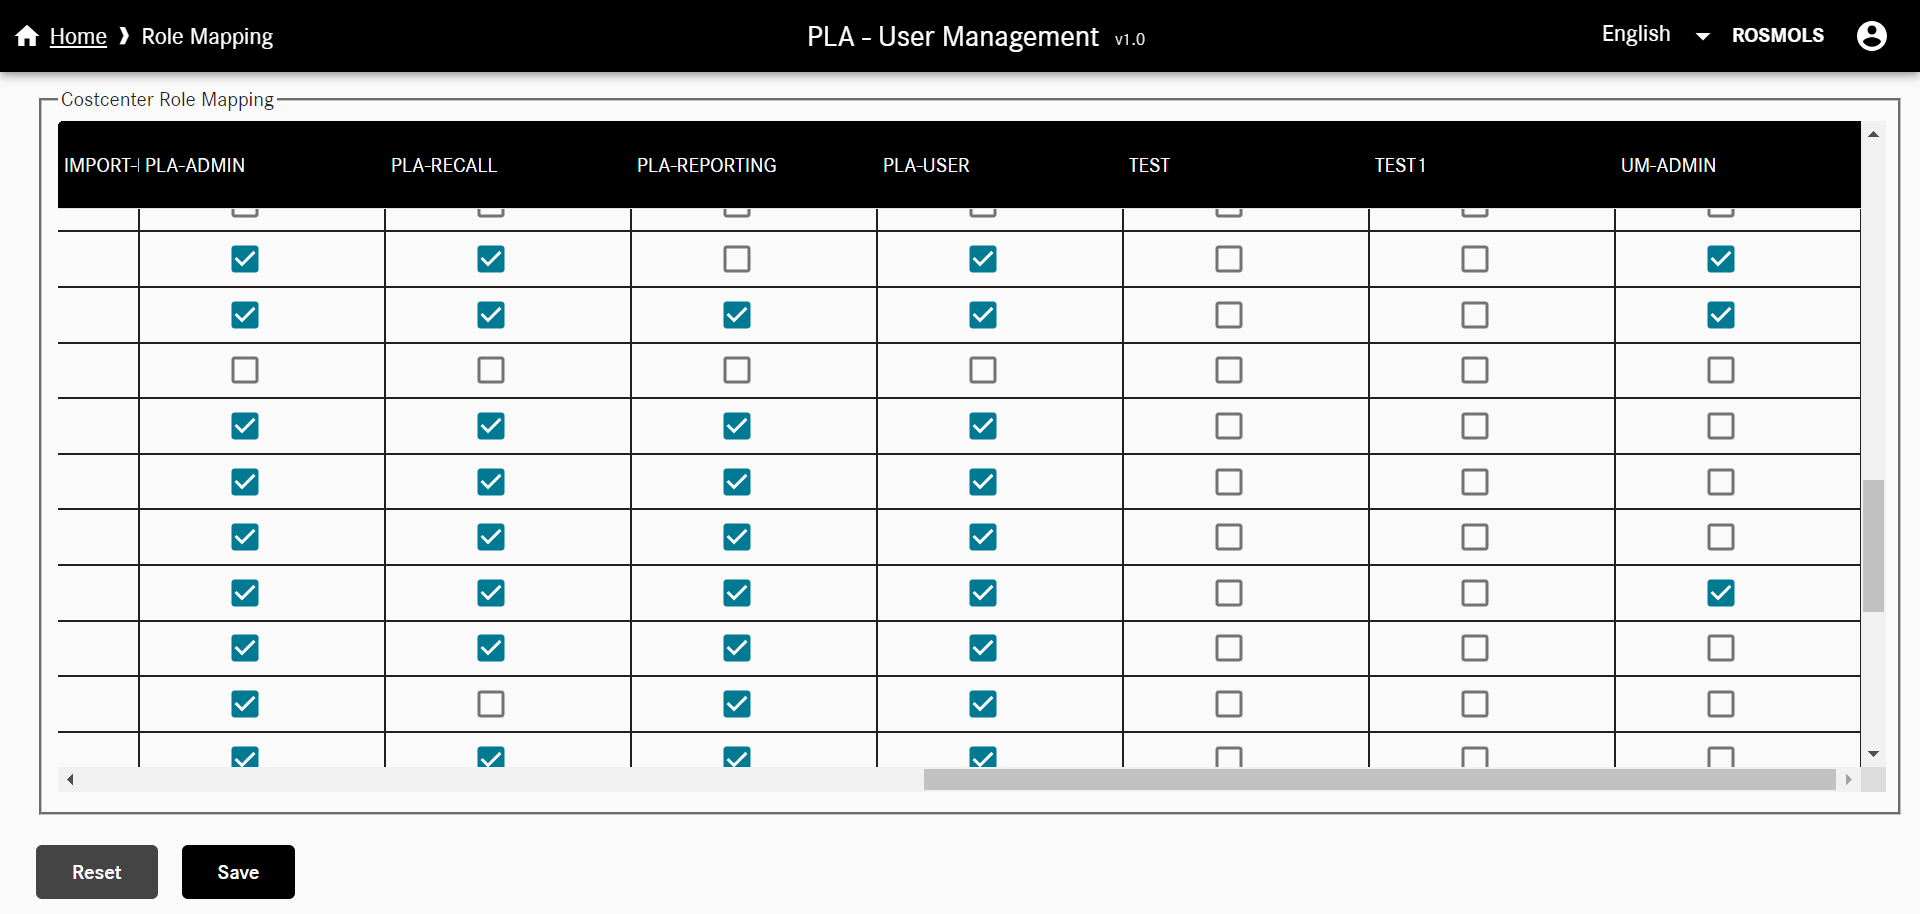 Home ❱ Role Mapping
PLA - User Management v1.0
English
ROSMOLS
Costcenter Role Mapping
IMPORT- PLA-ADMIN PLA-RECALL PLA-REPORTING PLA-USER TEST TEST1 UM-ADMIN
Reset Save